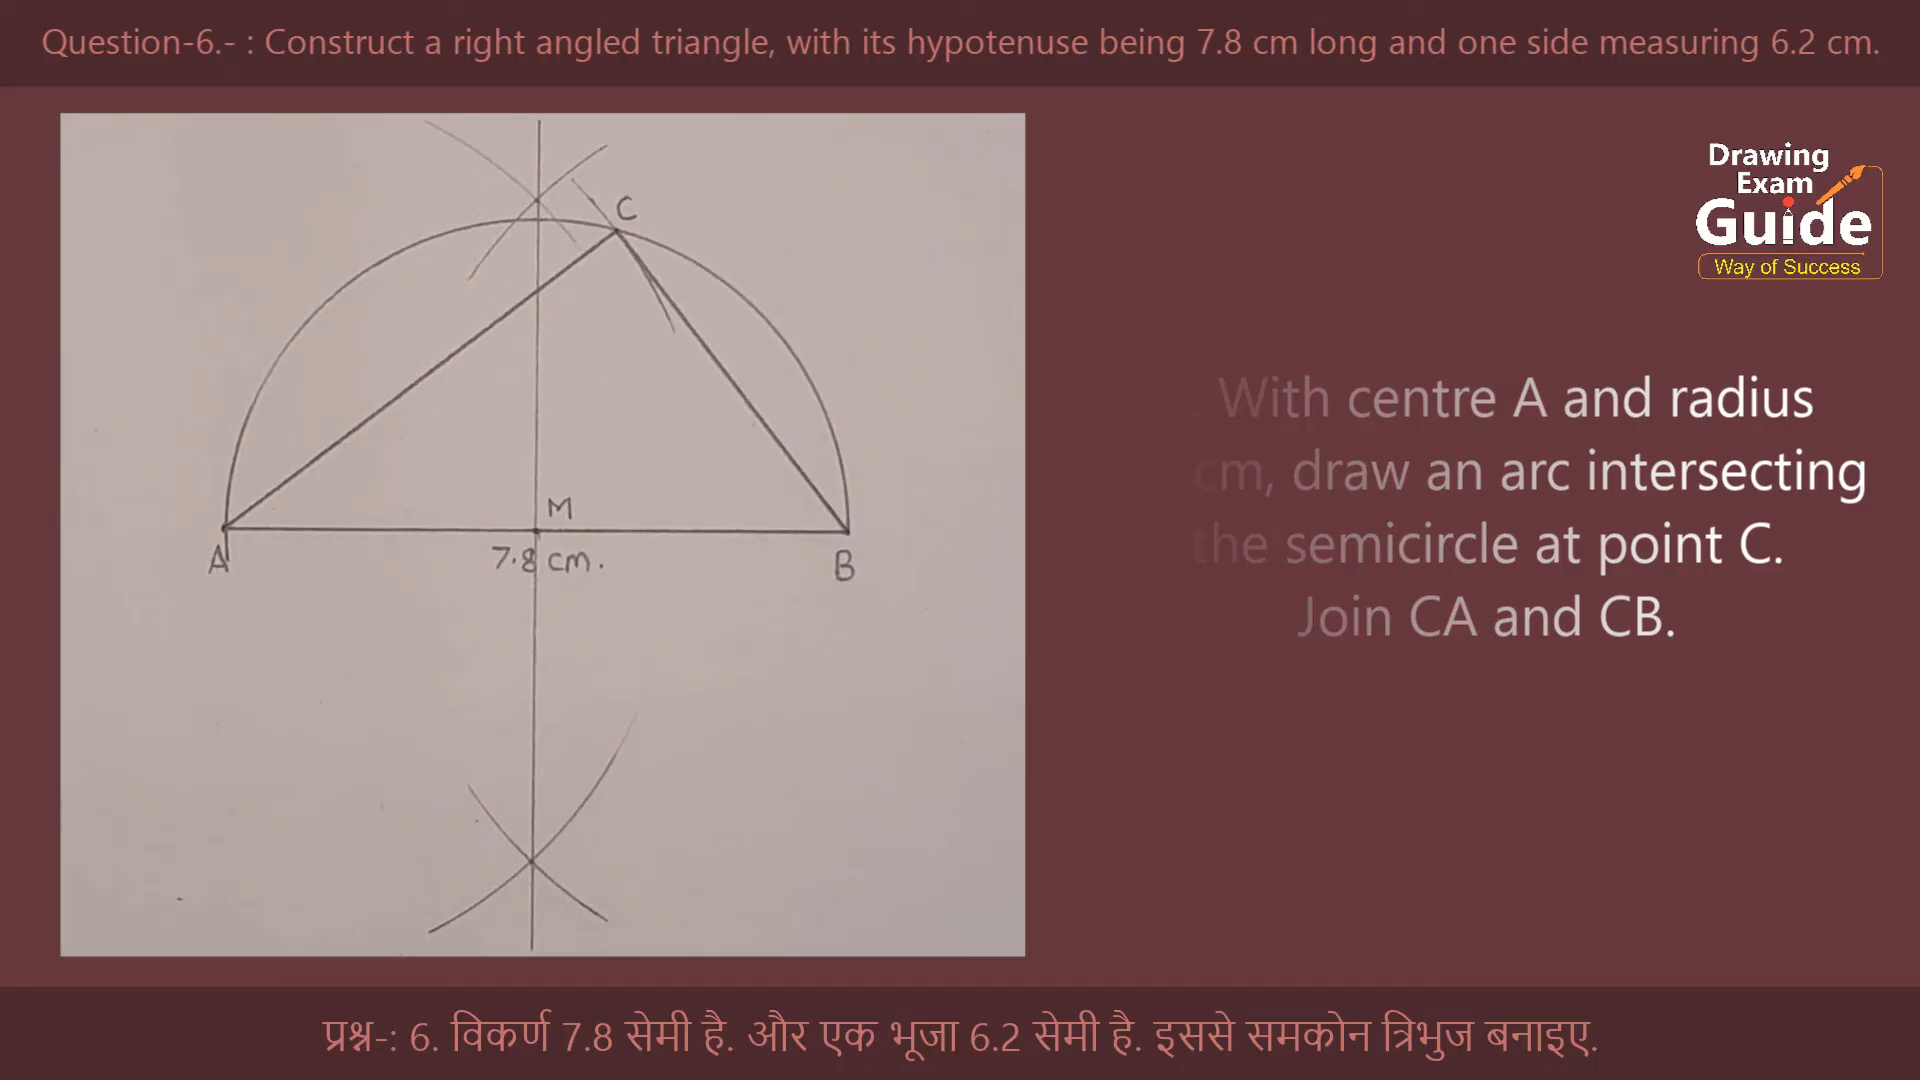 Question-6.- : Construct a right angled triangle, with its hypotenuse being 7.8 cm long and one side measuring 6.2 cm.
Drawing
Exam
Guide
Way of Success
C
M
A
7.8 cm.
B
With centre A and radius
cm, draw an arc intersecting
the semicircle at point C.
Join CA and CB.
प्रश्न-: 6. विकर्ण 7.8 सेमी है. और एक भूजा 6.2 सेमी है. इससे समकोन त्रिभुज बनाइए.